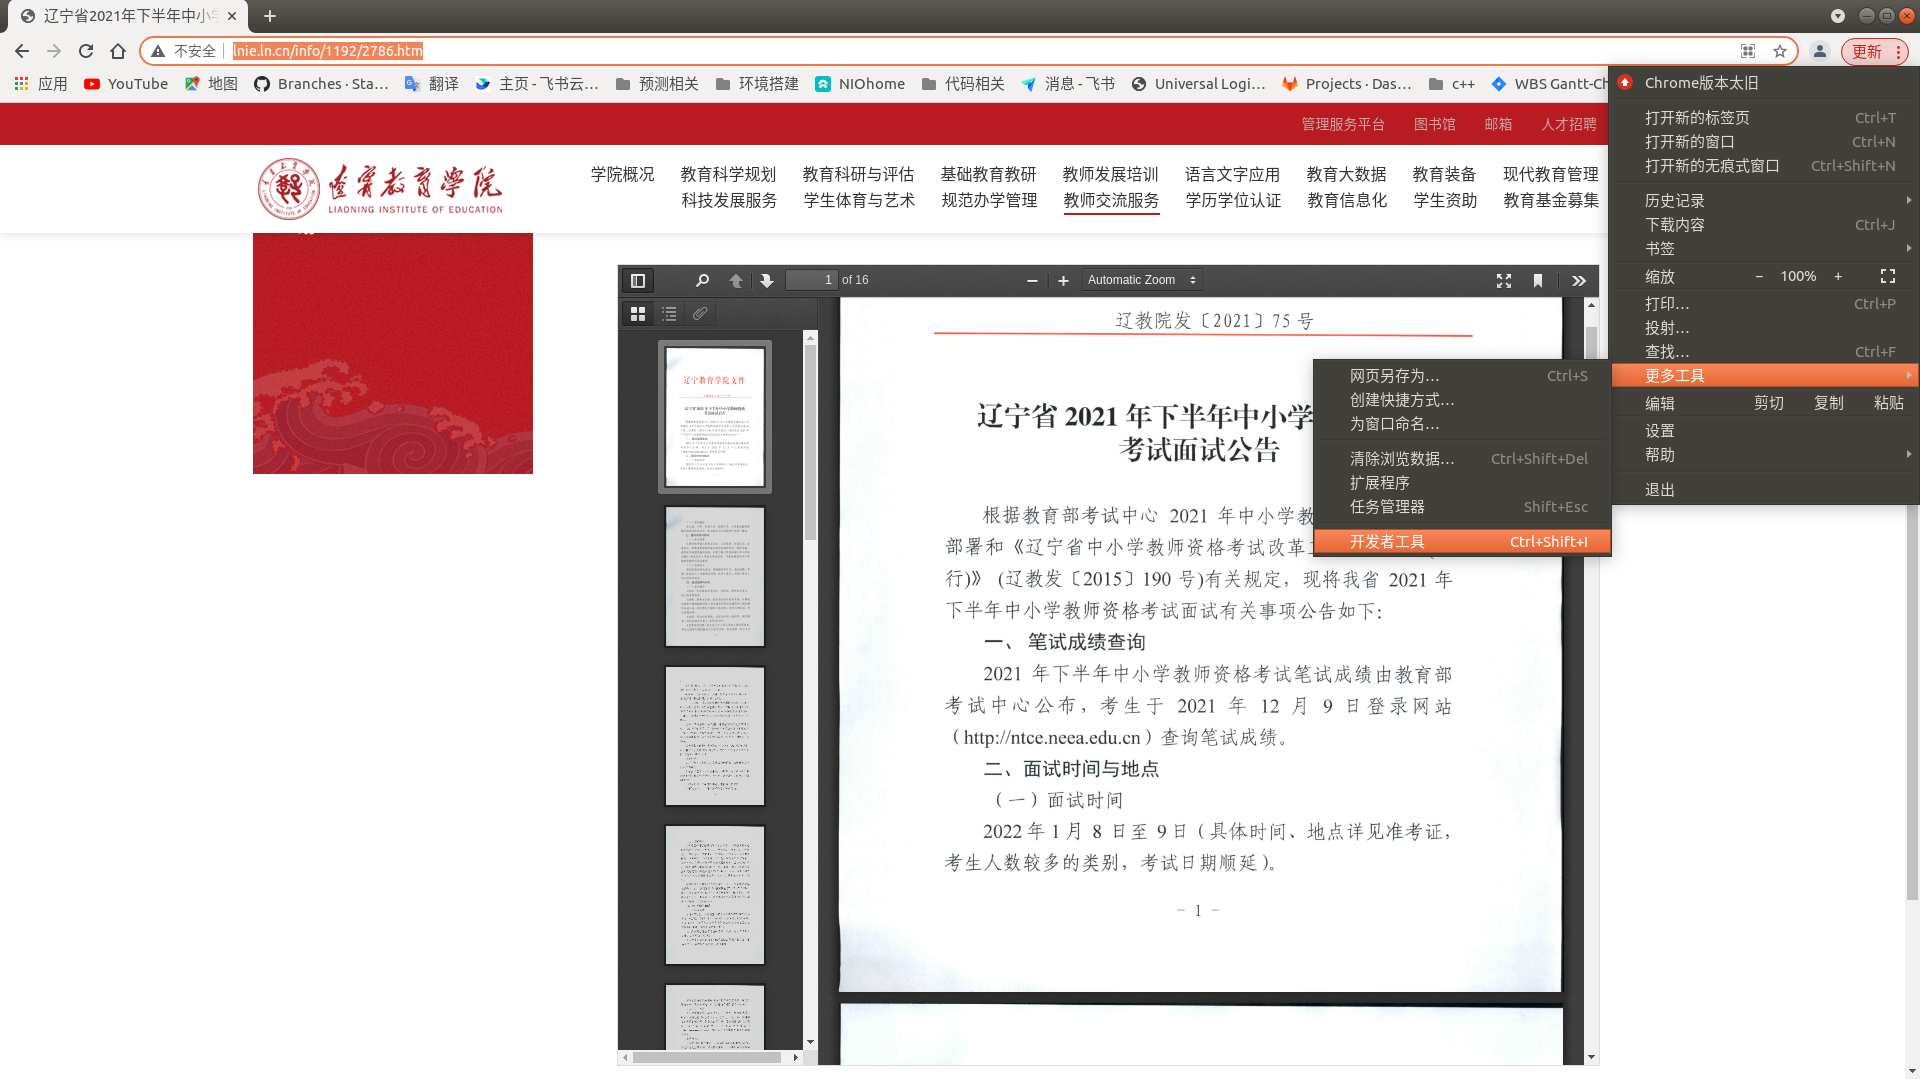 辽宁省2021年下半年中小学
不安全 lnie.ln.cn/info/1192/2786.htm 更新
应用 YouTube 地图 Branches · Sta… 翻译 主页 - 飞书云… 预测相关 环境搭建 NIOhome 代码相关 消息 - 飞书 Universal Logi… Projects · Das… c++ WBS Gantt-Ch
管理服务平台 图书馆 邮箱 人才招聘
辽宁教育学院
LIAONING INSTITUTE OF EDUCATION
学院概况 教育科学规划 教育科研与评估 基础教育教研 教师发展培训 语言文字应用 教育大数据 教育装备 现代教育管理
科技发展服务 学生体育与艺术 规范办学管理 教师交流服务 学历学位认证 教育信息化 学生资助 教育基金募集
1 of 16 Automatic Zoom
辽宁教育学院文件
辽教院发〔2021〕75 号
辽宁省 2021 年下半年中小学
考试面试公告
根据教育部考试中心 2021 年中小学教
部署和《辽宁省中小学教师资格考试改革
行)》 (辽教发〔2015〕190 号)有关规定，现将我省 2021 年
下半年中小学教师资格考试面试有关事项公告如下：
一、 笔试成绩查询
2021 年下半年中小学教师资格考试笔试成绩由教育部
考试中心公布，考生于 2021 年 12 月 9 日登录网站
（http://ntce.neea.edu.cn）查询笔试成绩。
二、面试时间与地点
（一）面试时间
2022 年 1 月 8 日至 9 日（具体时间、地点详见准考证，
考生人数较多的类别，考试日期顺延）。
- 1 -
Chrome版本太旧
打开新的标签页 Ctrl+T
打开新的窗口 Ctrl+N
打开新的无痕式窗口 Ctrl+Shift+N
历史记录
下载内容 Ctrl+J
书签
缩放 − 100% +
打印… Ctrl+P
投射…
查找… Ctrl+F
更多工具
编辑 剪切 复制 粘贴
设置
帮助
退出
网页另存为… Ctrl+S
创建快捷方式…
为窗口命名…
清除浏览数据… Ctrl+Shift+Del
扩展程序
任务管理器 Shift+Esc
开发者工具 Ctrl+Shift+I